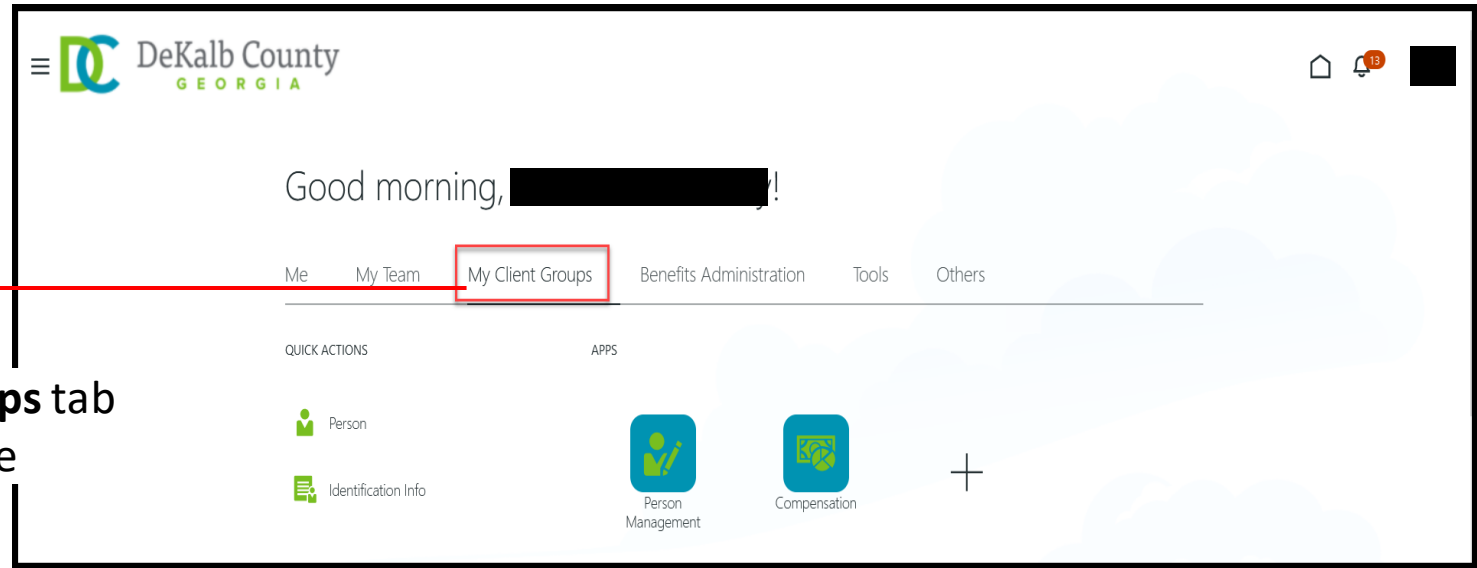 DeKalb County
GEORGIA
13
Good morning, !
Me My Team My Client Groups Benefits Administration Tools Others
QUICK ACTIONS APPS
ps tab
e
Person
Identification Info
Person
Management
Compensation